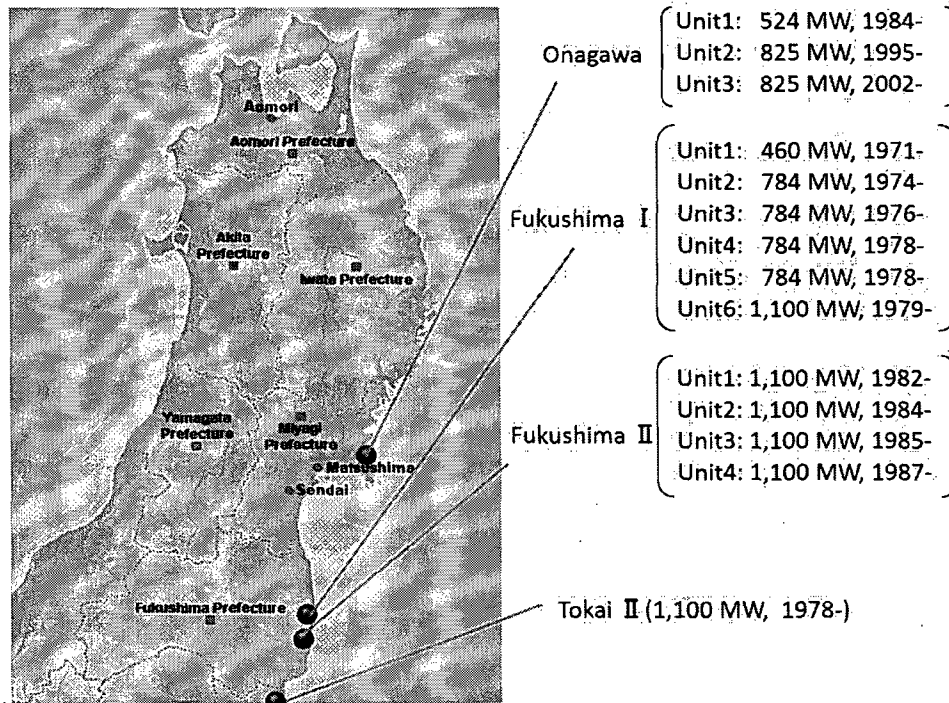 Aomori
Aomori Prefecture
Akita
Prefecture
Iwate Prefecture
Yamagata
Prefecture
Miyagi
Prefecture
Matsushima
Sendai
Fukushima Prefecture
Onagawa
Unit1: 524 MW, 1984-
Unit2: 825 MW, 1995-
Unit3: 825 MW, 2002-
Fukushima Ⅰ
Unit1: 460 MW, 1971-
Unit2: 784 MW, 1974-
Unit3: 784 MW, 1976-
Unit4: 784 MW, 1978-
Unit5: 784 MW, 1978-
Unit6: 1,100 MW, 1979-
Fukushima Ⅱ
Unit1: 1,100 MW, 1982-
Unit2: 1,100 MW, 1984-
Unit3: 1,100 MW, 1985-
Unit4: 1,100 MW, 1987-
Tokai Ⅱ (1,100 MW, 1978-)